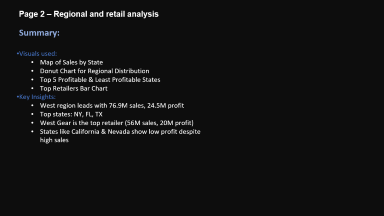 Page 2 – Regional and retail analysis
Summary:
•Visuals used:
• Map of Sales by State
• Donut Chart for Regional Distribution
• Top 5 Profitable & Least Profitable States
• Top Retailers Bar Chart
•Key Insights:
• West region leads with 76.9M sales, 24.5M profit
• Top states: NY, FL, TX
• West Gear is the top retailer (56M sales, 20M profit)
• States like California & Nevada show low profit despite
high sales